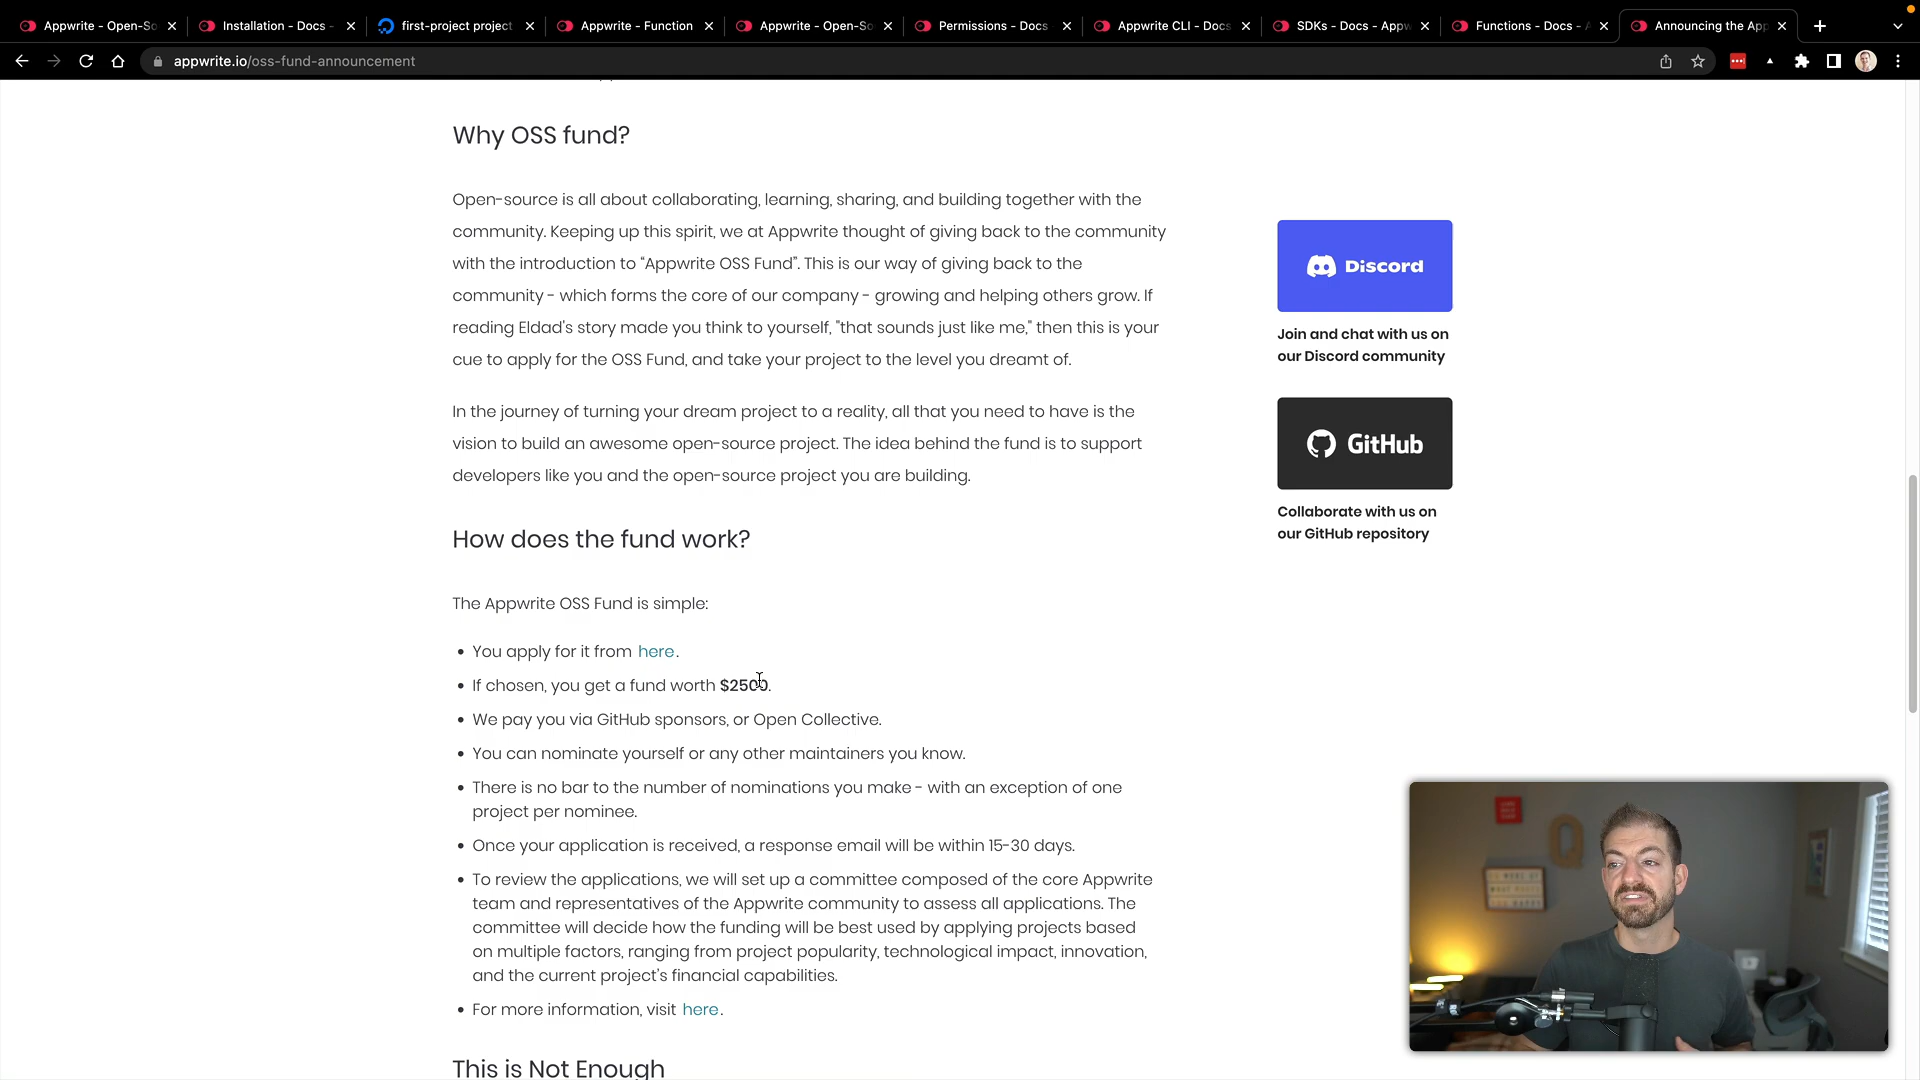 Appwrite - Open-So
Installation - Docs -
first-project project
Appwrite - Function
Appwrite - Open-So
Permissions - Docs
Appwrite CLI - Docs
SDKs - Docs - Appw
Functions - Docs - A
Announcing the App
appwrite.io/oss-fund-announcement
Why OSS fund?
Open-source is all about collaborating, learning, sharing, and building together with the
community. Keeping up this spirit, we at Appwrite thought of giving back to the community
with the introduction to “Appwrite OSS Fund”. This is our way of giving back to the
community - which forms the core of our company - growing and helping others grow. If
reading Eldad's story made you think to yourself, "that sounds just like me," then this is your
cue to apply for the OSS Fund, and take your project to the level you dreamt of.
In the journey of turning your dream project to a reality, all that you need to have is the
vision to build an awesome open-source project. The idea behind the fund is to support
developers like you and the open-source project you are building.
How does the fund work?
The Appwrite OSS Fund is simple:
• You apply for it from here.
• If chosen, you get a fund worth $2500.
• We pay you via GitHub sponsors, or Open Collective.
• You can nominate yourself or any other maintainers you know.
• There is no bar to the number of nominations you make - with an exception of one
project per nominee.
• Once your application is received, a response email will be within 15-30 days.
• To review the applications, we will set up a committee composed of the core Appwrite
team and representatives of the Appwrite community to assess all applications. The
committee will decide how the funding will be best used by applying projects based
on multiple factors, ranging from project popularity, technological impact, innovation,
and the current project's financial capabilities.
• For more information, visit here.
This is Not Enough
Discord
Join and chat with us on
our Discord community
GitHub
Collaborate with us on
our GitHub repository